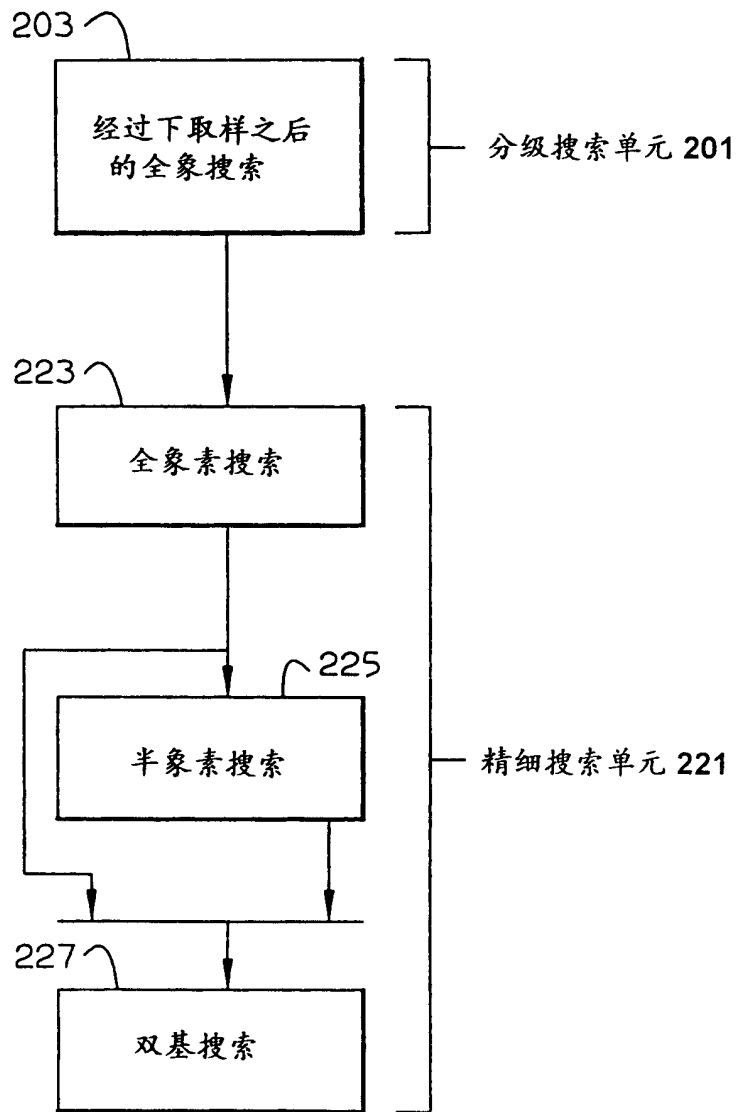 203
经过下取样之后
的全象搜索
分级搜索单元 201
223
全象素搜索
225
半象素搜索
精细搜索单元 221
227
双基搜索